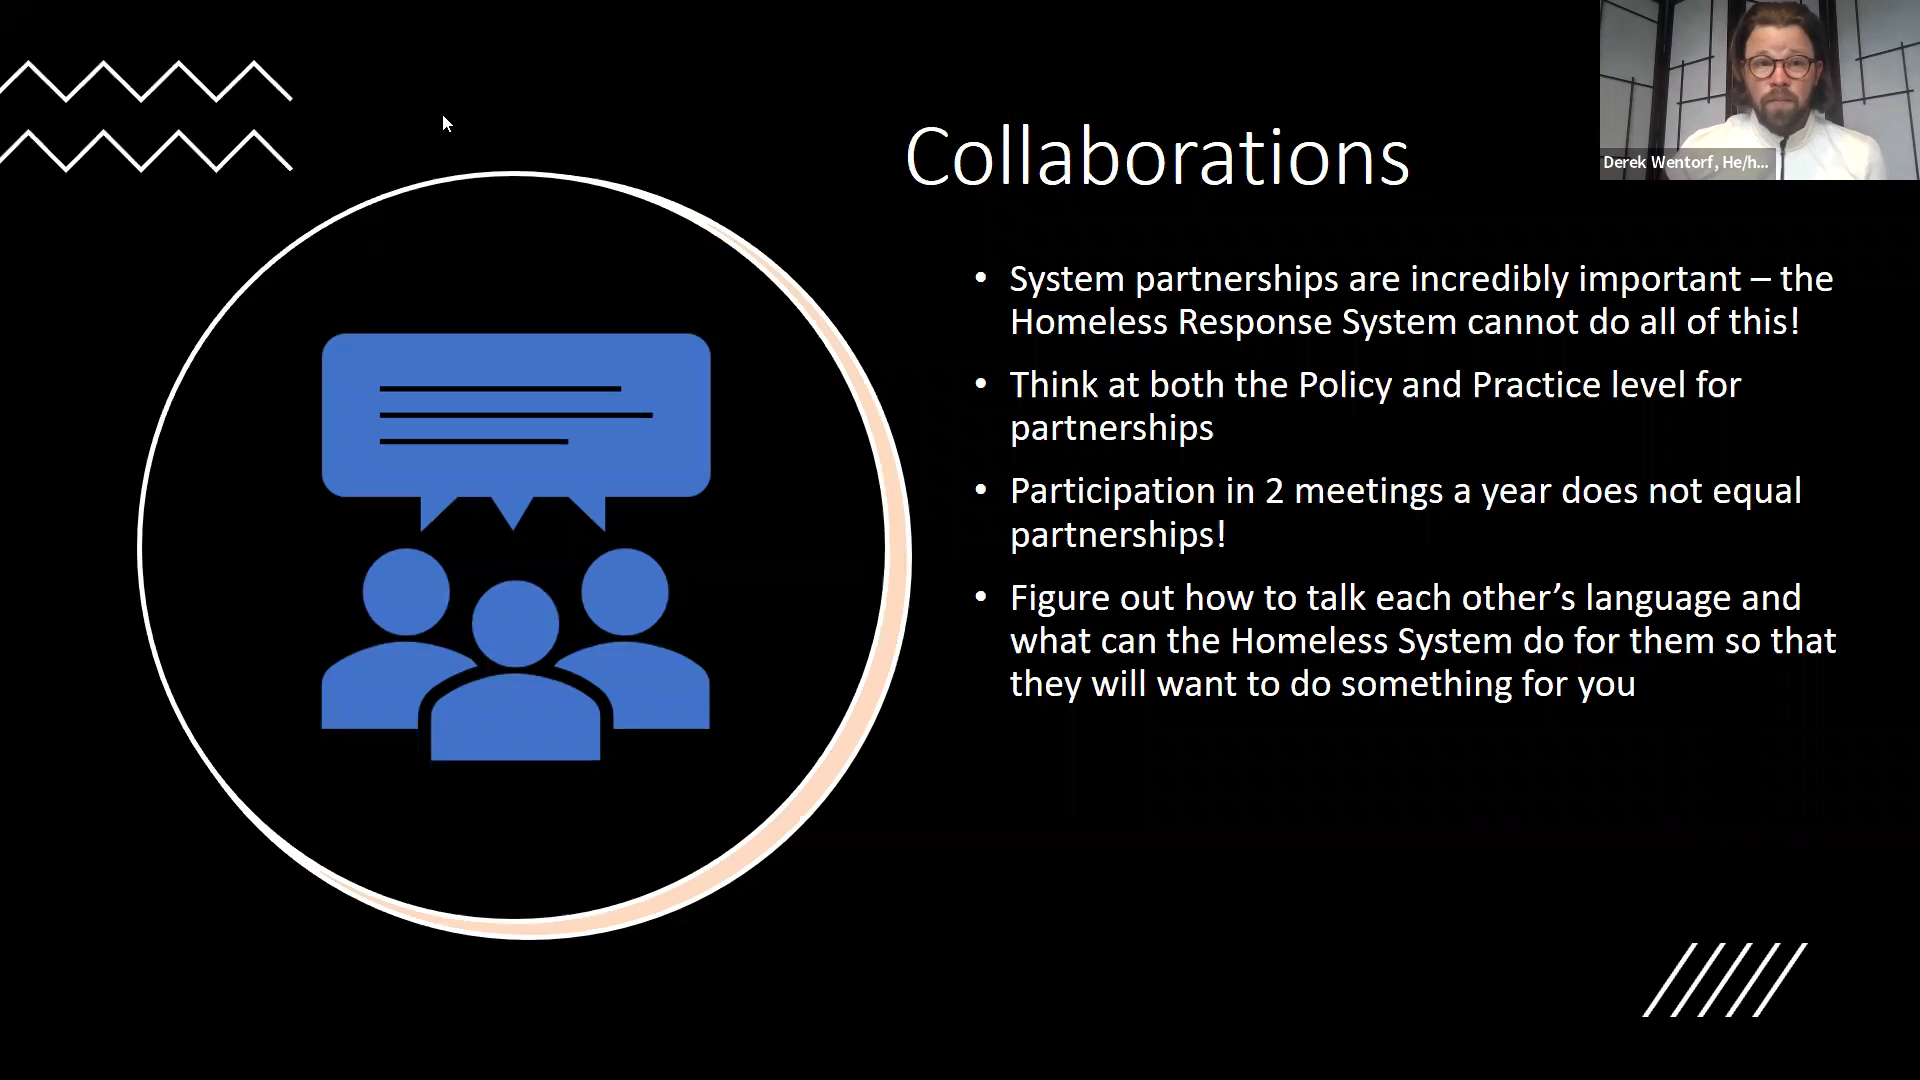 Collaborations
Derek Wentorf, He/h...
• System partnerships are incredibly important – the
Homeless Response System cannot do all of this!
• Think at both the Policy and Practice level for
partnerships
• Participation in 2 meetings a year does not equal
partnerships!
• Figure out how to talk each other’s language and
what can the Homeless System do for them so that
they will want to do something for you